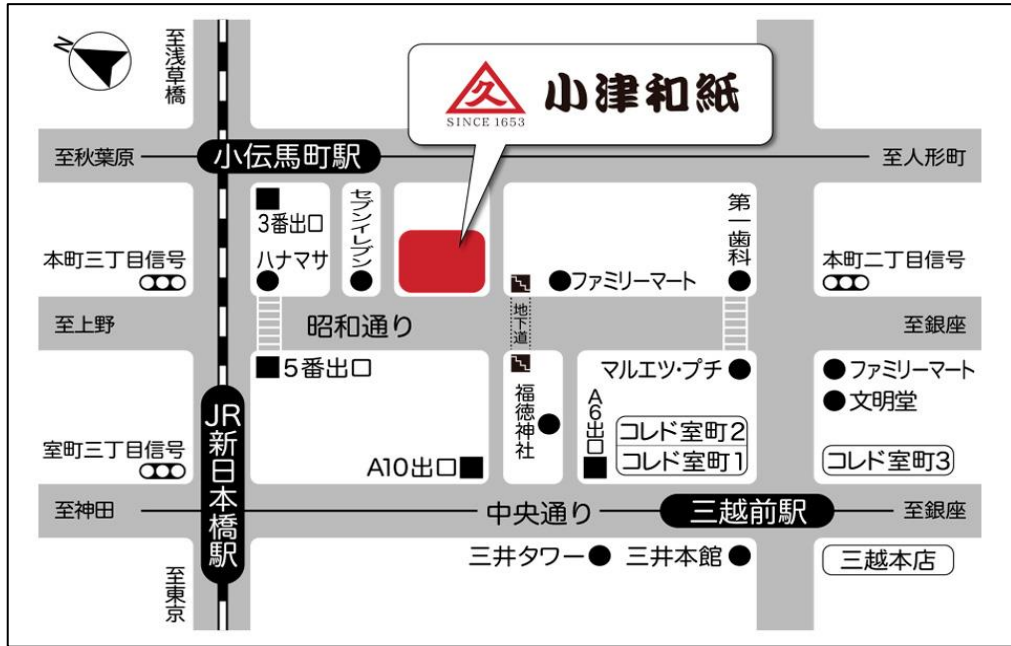 N
至浅草橋
久
SINCE 1653
小津和紙
至秋葉原
小伝馬町駅
至人形町
3番出口
ハナマサ
セブンイレブン
第一歯科
本町三丁目信号
ファミリーマート
本町二丁目信号
至上野
昭和通り
地下道
至銀座
5番出口
福徳神社
A6出口
マルエツ・プチ
ファミリーマート
文明堂
JR新日本橋駅
室町三丁目信号
A10出口
コレド室町2
コレド室町1
コレド室町3
至神田
中央通り
三越前駅
至銀座
三井タワー
三井本館
三越本店
至東京